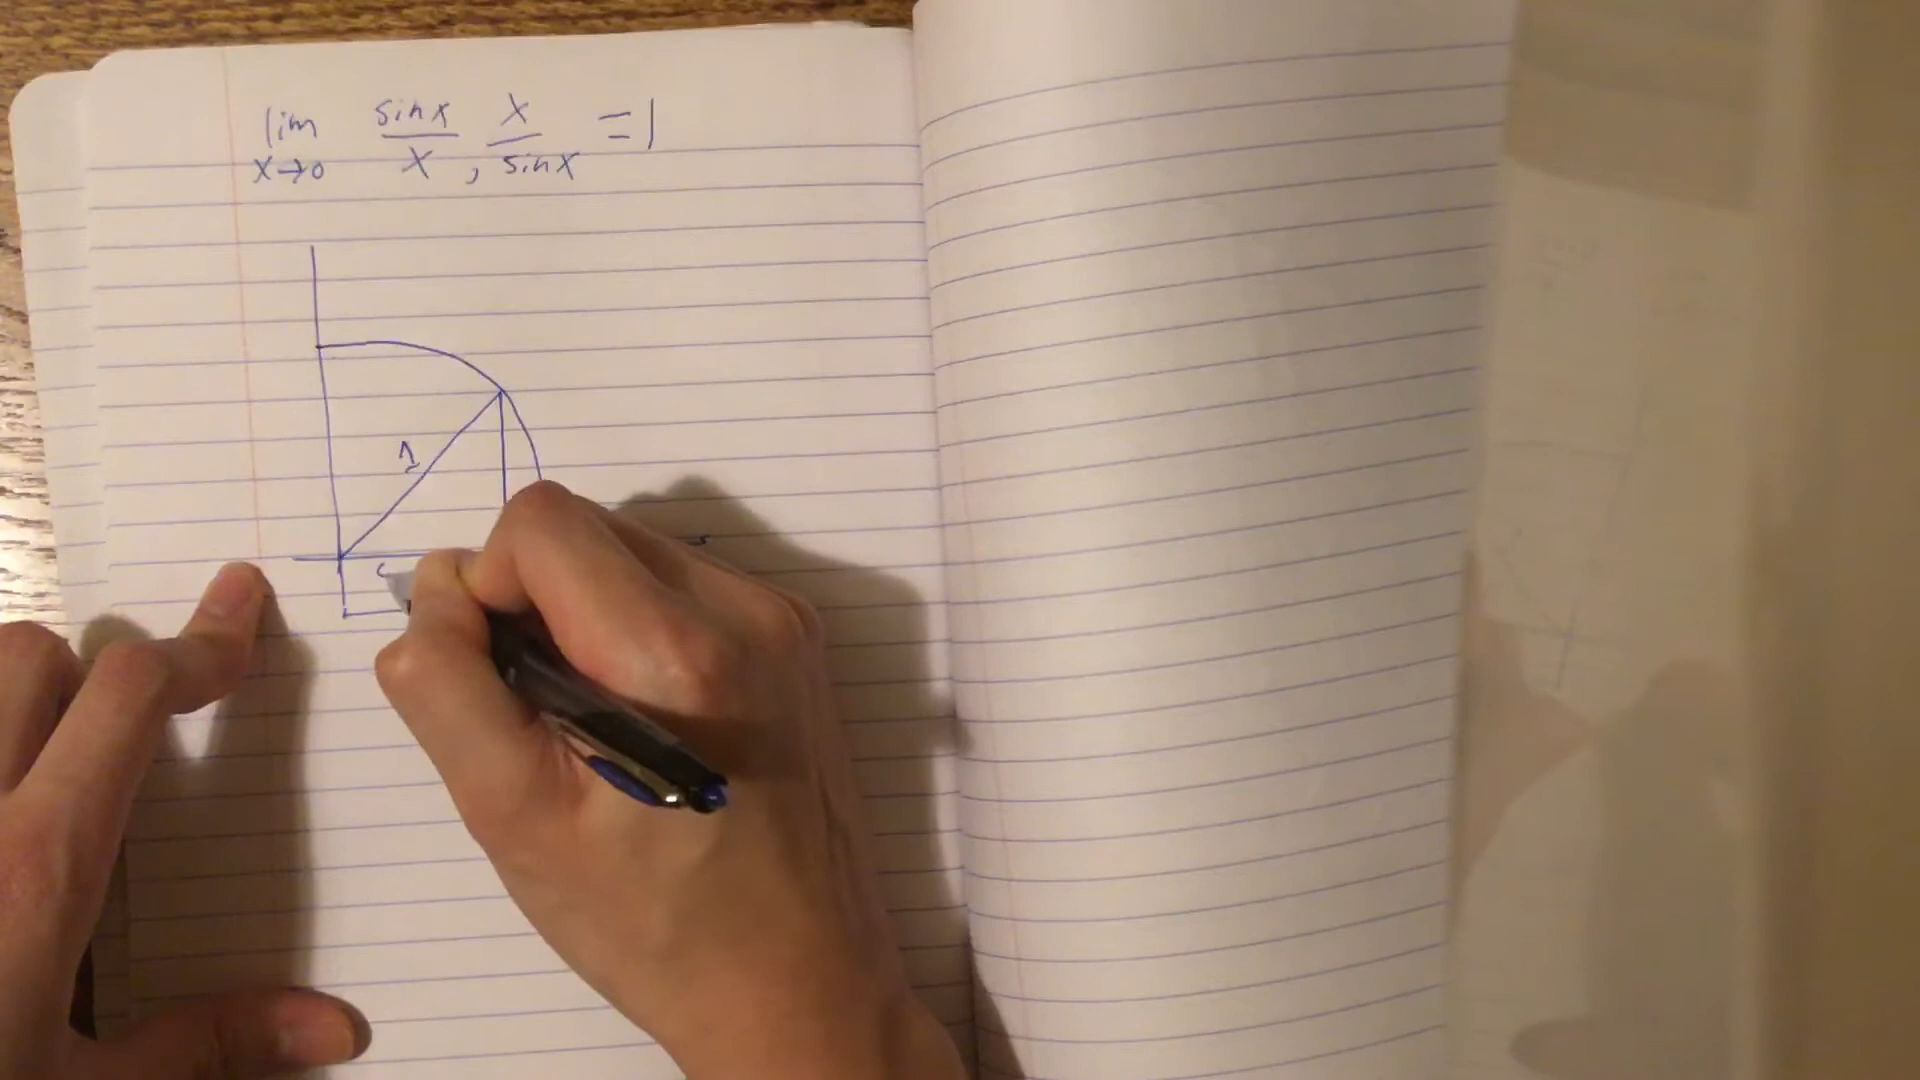 lim sinx/x , x/sinx = 1
x→0
1